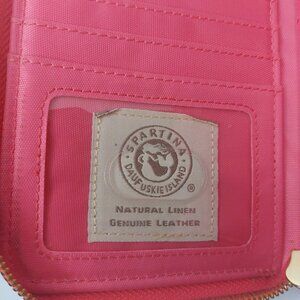 SPARTINA
DAUFUSKIE ISLAND
®
NATURAL LINEN
GENUINE LEATHER